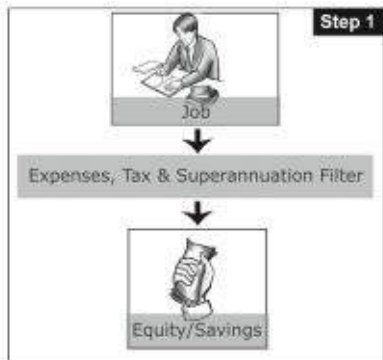 Step 1
Job
Expenses, Tax & Superannuation Filter
Equity/Savings